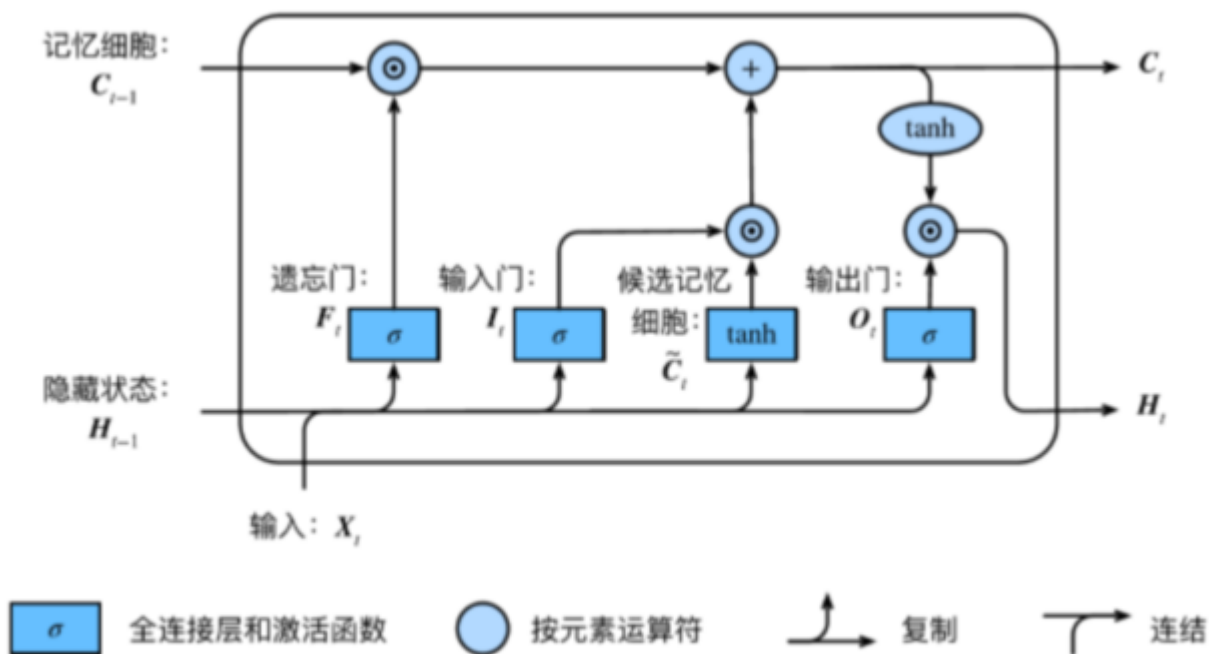 记忆细胞：
C_{t-1}
⊙
+
C_t
tanh
⊙
⊙
遗忘门：
F_t
σ
输入门：
I_t
σ
候选记忆
细胞：
C̃_t
tanh
输出门：
O_t
σ
隐藏状态：
H_{t-1}
H_t
输入：X_t
σ 全连接层和激活函数 按元素运算符 复制 连结